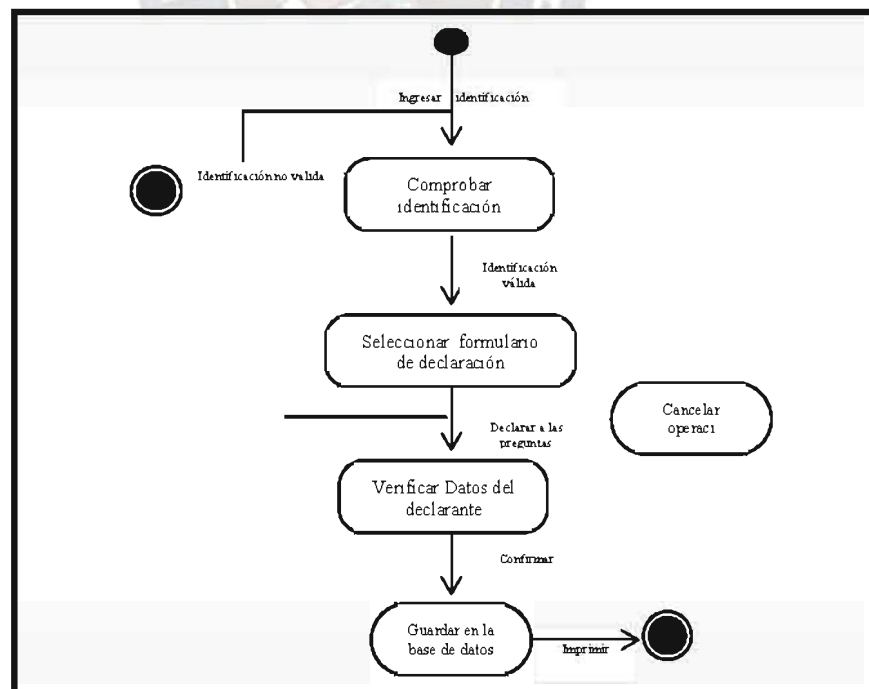 Ingresar identificación
Identificación no valida
Comprobar
identificación
Identificación
válida
Seleccionar formulario
de declaración
Cancelar
operaci
Declarar a las
preguntas
Verificar Datos del
declarante
Confirmar
Guardar en la
base de datos
Imprimir